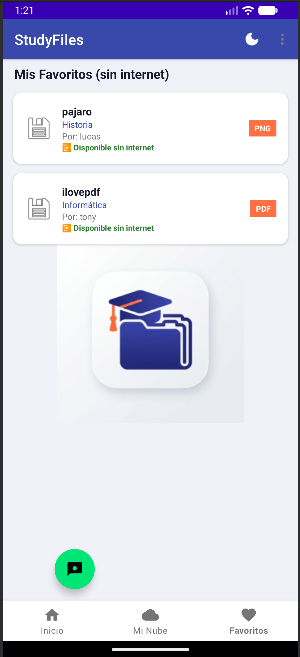 1:21
StudyFiles
Mis Favoritos (sin internet)
pajaro
Historia
Por: lucas
Disponible sin internet
PNG
ilovepdf
Informática
Por: tony
Disponible sin internet
PDF
Inicio
Mi Nube
Favoritos